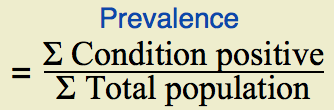 Prevalence
= Σ Condition positive
Σ Total population